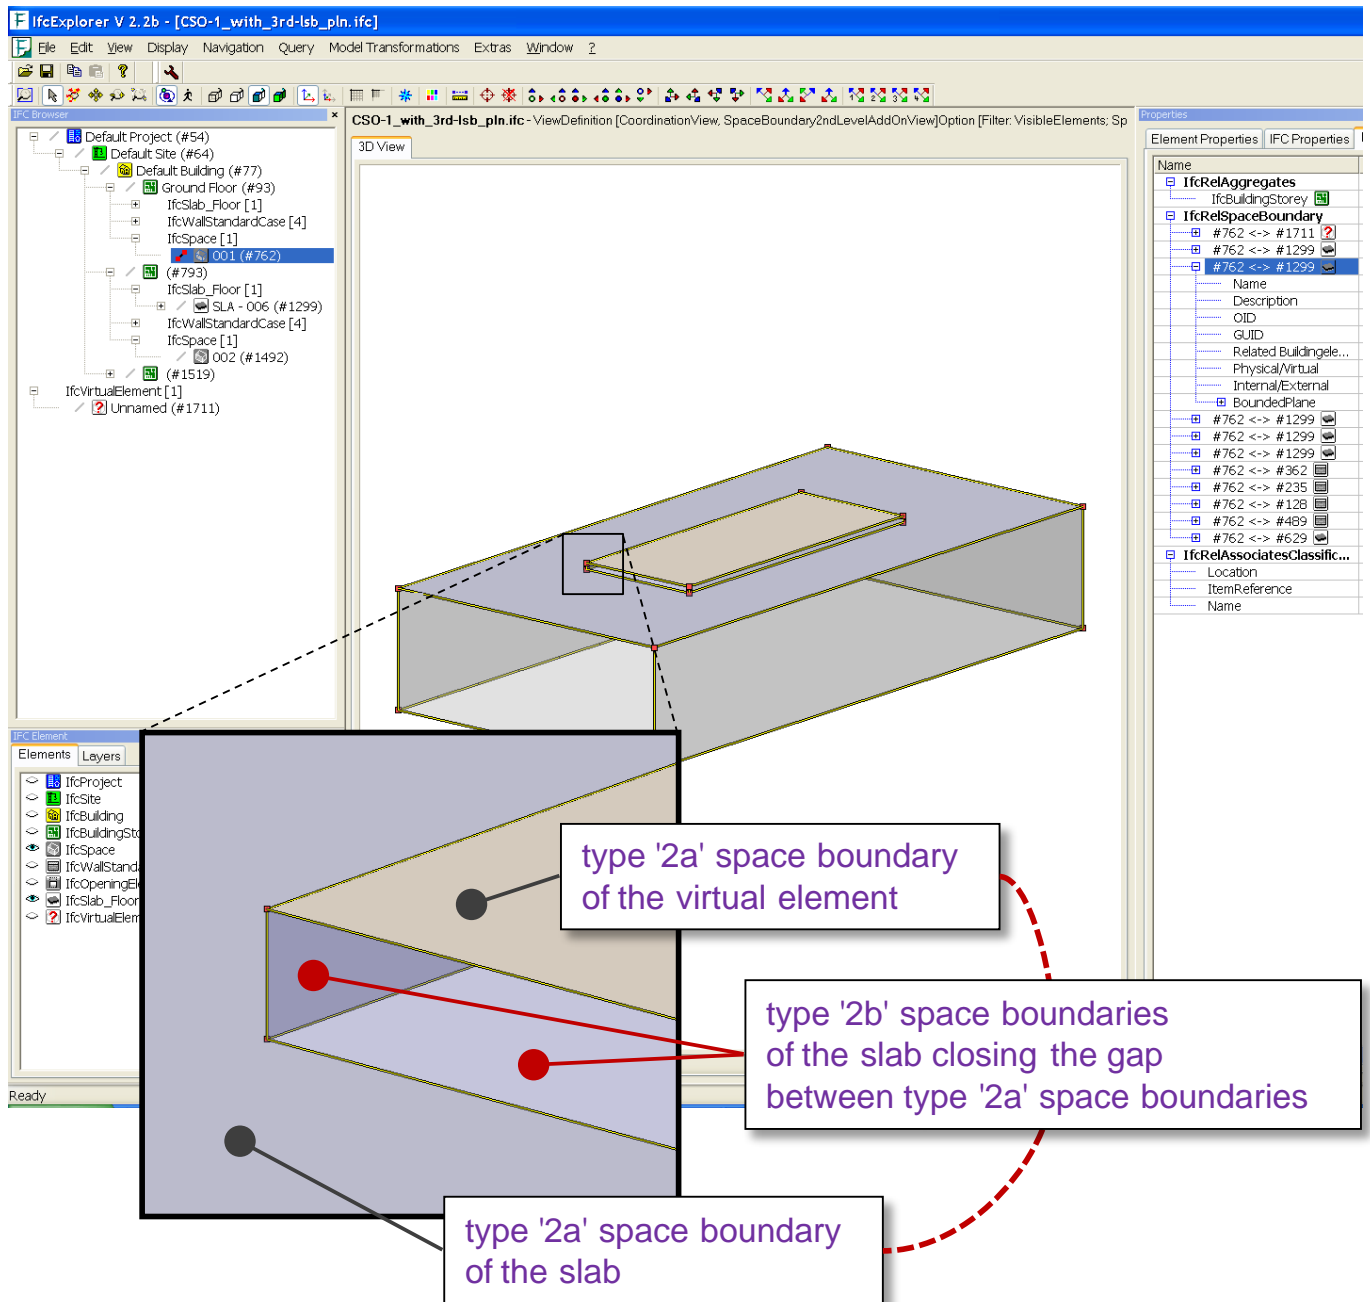 IfcExplorer V 2.2b - [CSO-1_with_3rd-lsb_pln.ifc]
File Edit View Display Navigation Query Model Transformations Extras Window ?
IFC Browser
Default Project (#54)
Default Site (#64)
Default Building (#77)
Ground Floor (#93)
IfcSlab_Floor [1]
IfcWallStandardCase [4]
IfcSpace [1]
001 (#762)
(#793)
IfcSlab_Floor [1]
SLA - 006 (#1299)
IfcWallStandardCase [4]
IfcSpace [1]
002 (#1492)
(#1519)
IfcVirtualElement [1]
Unnamed (#1711)
CSO-1_with_3rd-lsb_pln.ifc - ViewDefinition [CoordinationView, SpaceBoundary2ndLevelAddOnView]Option [Filter: VisibleElements; Sp
3D View
Properties
Element Properties IFC Properties
Name
IfcRelAggregates
IfcBuildingStorey
IfcRelSpaceBoundary
#762 <-> #1711
#762 <-> #1299
#762 <-> #1299
Name
Description
OID
GUID
Related Buildingele...
Physical/Virtual
Internal/External
BoundedPlane
#762 <-> #1299
#762 <-> #1299
#762 <-> #1299
#762 <-> #362
#762 <-> #235
#762 <-> #128
#762 <-> #489
#762 <-> #629
IfcRelAssociatesClassific...
Location
ItemReference
Name
IFC Element
Elements Layers
IfcProject
IfcSite
IfcBuilding
IfcBuildingSto
IfcSpace
IfcWallStanda
IfcOpeningEl
IfcSlab_Floor
IfcVirtualElem
Ready
type '2a' space boundary
of the virtual element
type '2b' space boundaries
of the slab closing the gap
between type '2a' space boundaries
type '2a' space boundary
of the slab